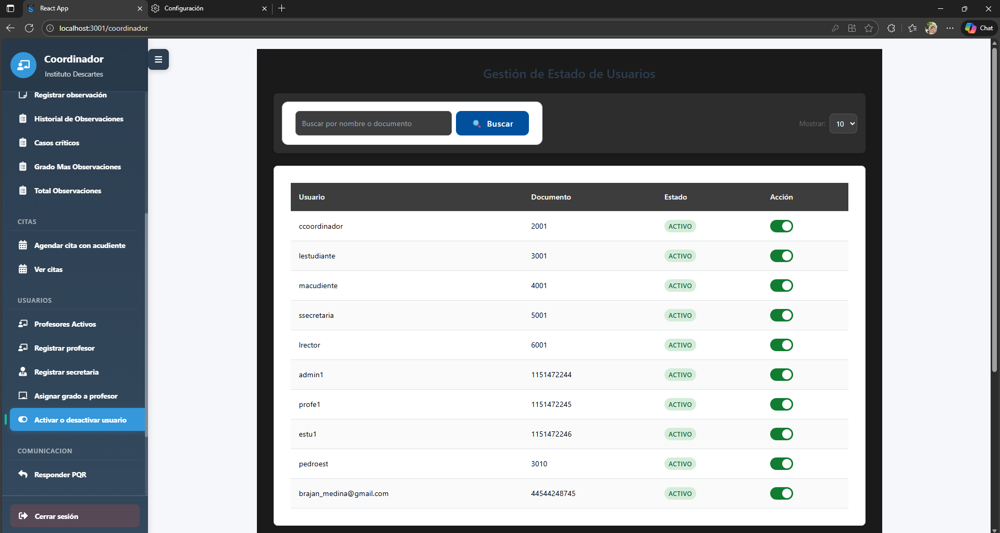 React App
Configuración
localhost:3001/coordinador
Chat
Coordinador
Instituto Descartes
Registrar observación
Historial de Observaciones
Casos críticos
Grado Mas Observaciones
Total Observaciones
CITAS
Agendar cita con acudiente
Ver citas
USUARIOS
Profesores Activos
Registrar profesor
Registrar secretaria
Asignar grado a profesor
Activar o desactivar usuario
COMUNICACION
Responder PQR
Cerrar sesión
Gestión de Estado de Usuarios
Buscar por nombre o documento
Buscar
Mostrar: 10
Usuario Documento Estado Acción
ccoordinador 2001 ACTIVO
lestudiante 3001 ACTIVO
macudiente 4001 ACTIVO
ssecretaria 5001 ACTIVO
lrector 6001 ACTIVO
admin1 1151472244 ACTIVO
profe1 1151472245 ACTIVO
estu1 1151472246 ACTIVO
pedroest 3010 ACTIVO
brajan_medina@gmail.com 44544248745 ACTIVO